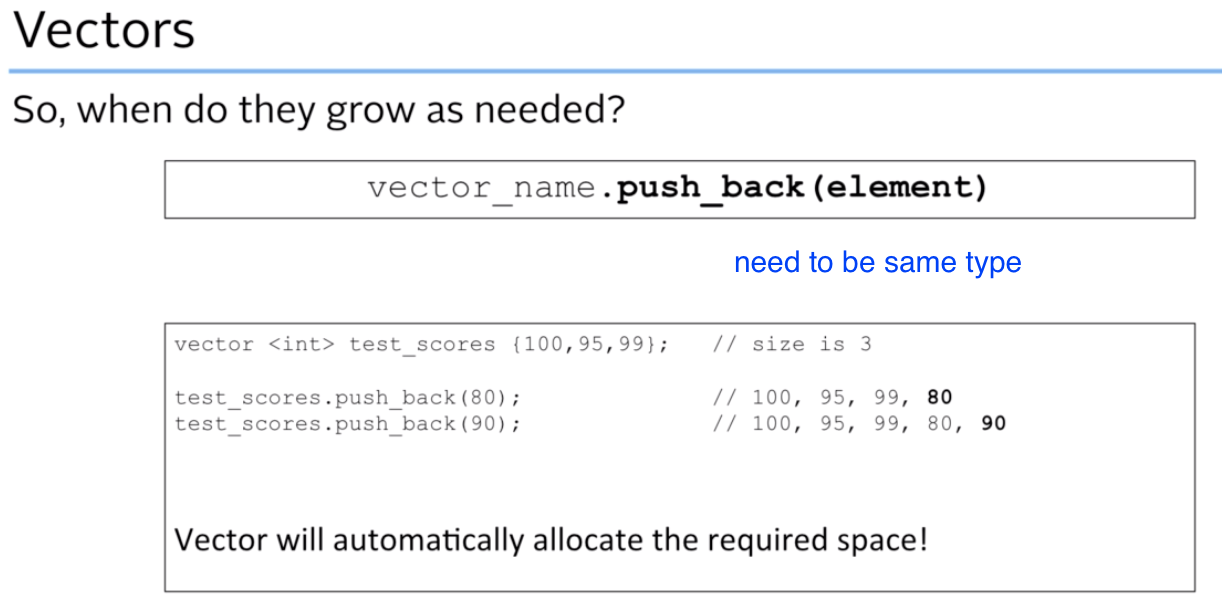 Vectors
So, when do they grow as needed?
vector_name.push_back(element)
need to be same type
vector <int> test_scores {100,95,99};   // size is 3
test_scores.push_back(80);              // 100, 95, 99, 80
test_scores.push_back(90);              // 100, 95, 99, 80, 90
Vector will automatically allocate the required space!